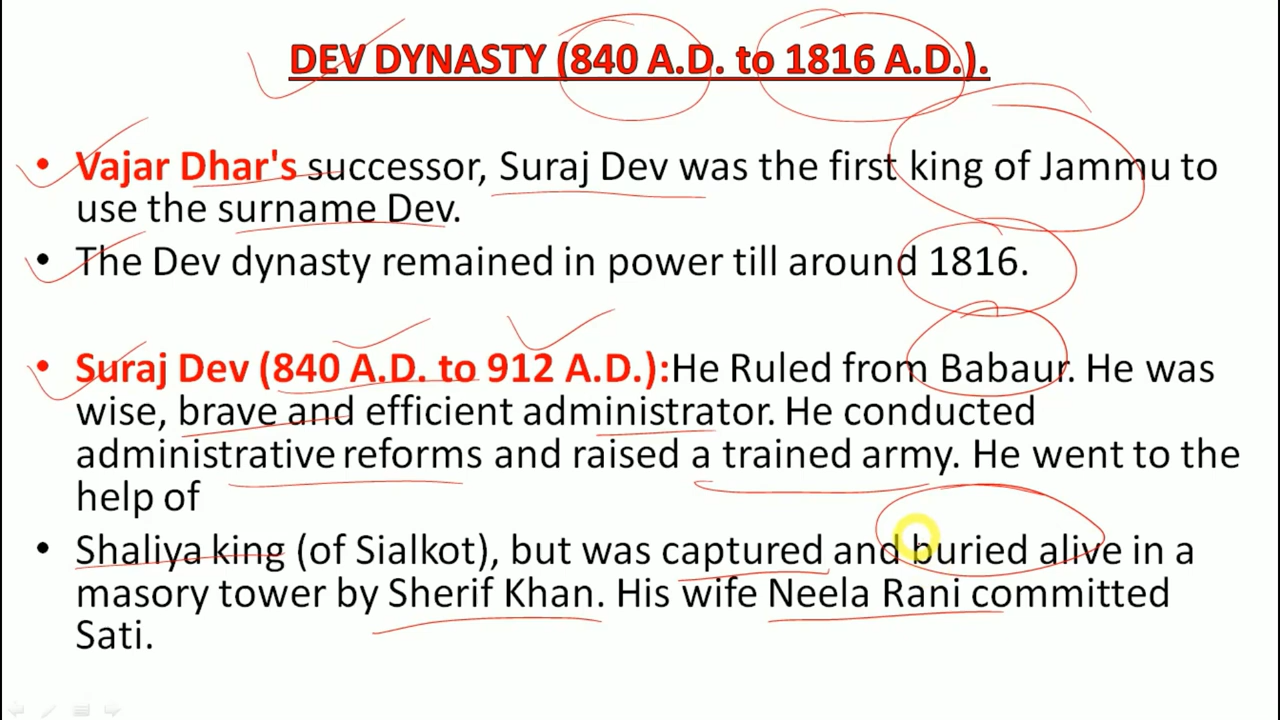 DEV DYNASTY (840 A.D. to 1816 A.D.).
• Vajar Dhar's successor, Suraj Dev was the first king of Jammu to
use the surname Dev.
• The Dev dynasty remained in power till around 1816.
• Suraj Dev (840 A.D. to 912 A.D.):He Ruled from Babaur. He was
wise, brave and efficient administrator. He conducted
administrative reforms and raised a trained army. He went to the
help of
• Shaliya king (of Sialkot), but was captured and buried alive in a
masory tower by Sherif Khan. His wife Neela Rani committed
Sati.